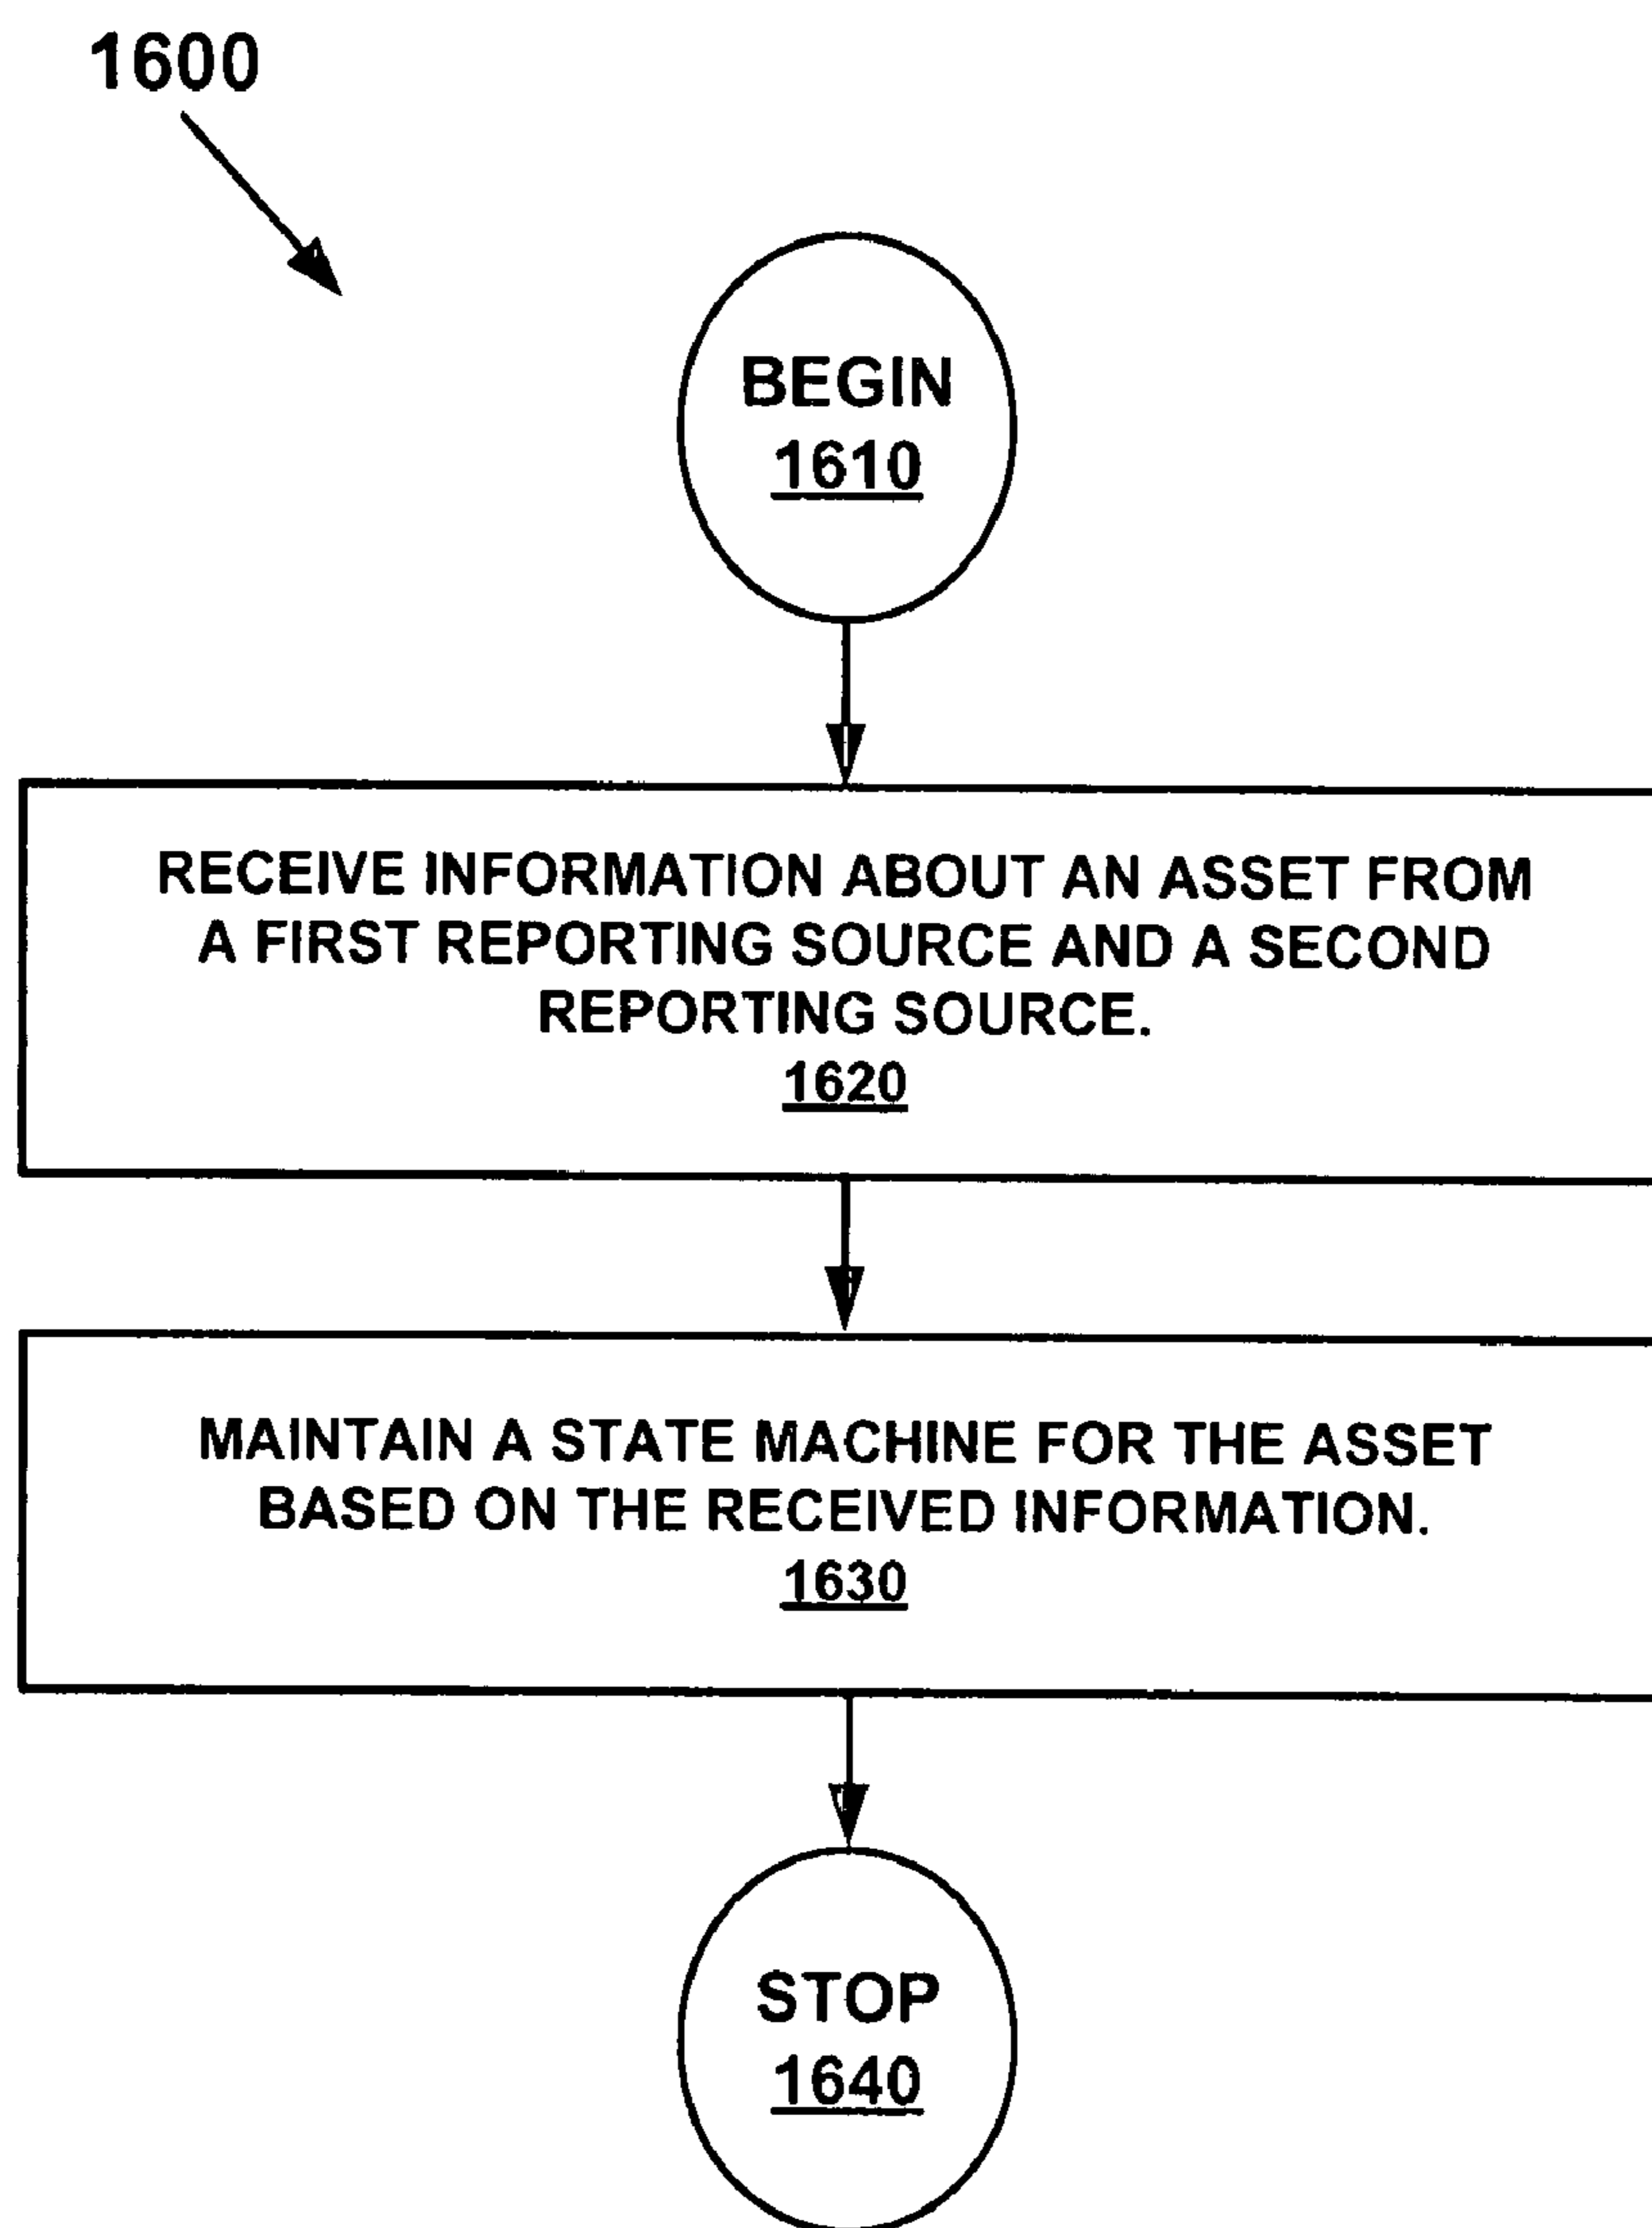 1600
BEGIN
1610
RECEIVE INFORMATION ABOUT AN ASSET FROM
A FIRST REPORTING SOURCE AND A SECOND
REPORTING SOURCE.
1620
MAINTAIN A STATE MACHINE FOR THE ASSET
BASED ON THE RECEIVED INFORMATION.
1630
STOP
1640